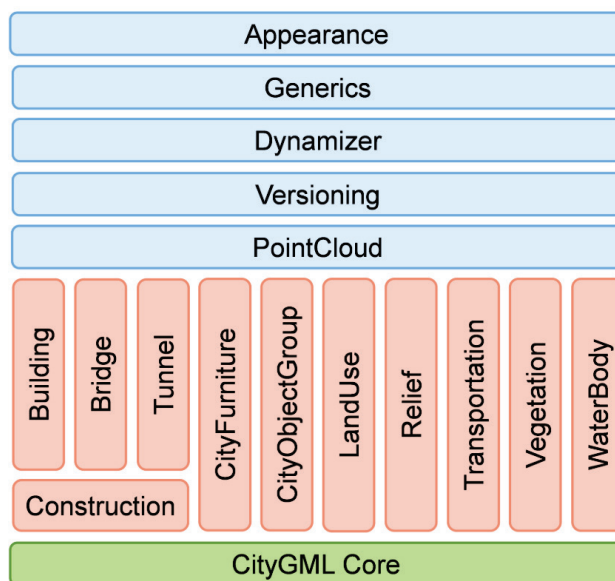 Appearance
Generics
Dynamizer
Versioning
PointCloud
Building
Bridge
Tunnel
CityFurniture
CityObjectGroup
LandUse
Relief
Transportation
Vegetation
WaterBody
Construction
CityGML Core